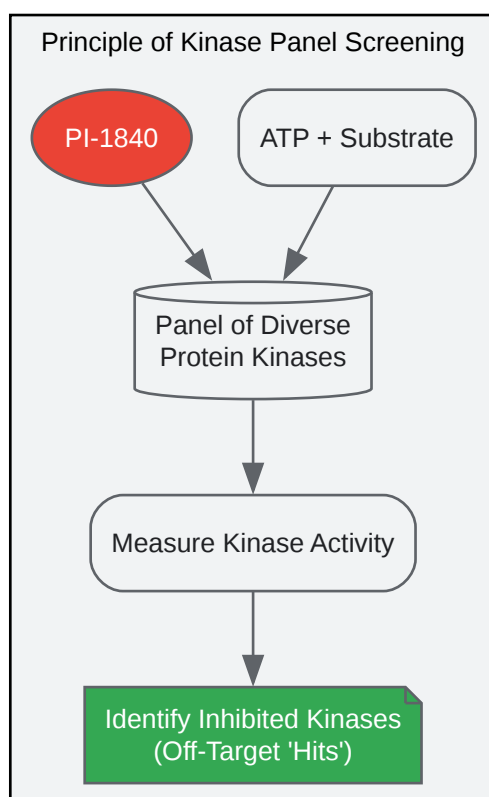 Principle of Kinase Panel Screening
PI-1840
ATP + Substrate
Panel of Diverse
Protein Kinases
Measure Kinase Activity
Identify Inhibited Kinases
(Off-Target 'Hits')